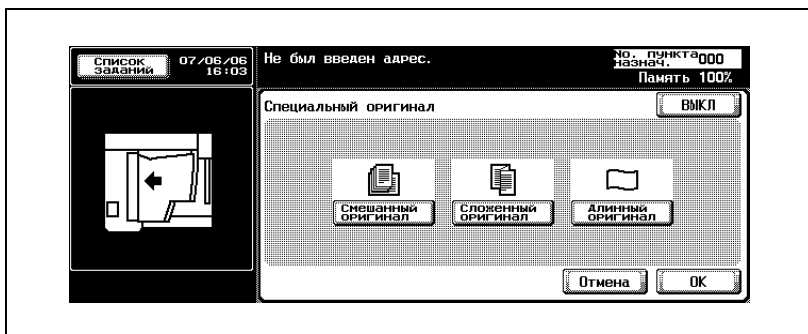 Список
заданий
07/06/06
16:03
Не был введен адрес.
No. пункта
назнач. 000
Память 100%
Специальный оригинал
ВЫКЛ
Смешанный
оригинал
Сложенный
оригинал
Длинный
оригинал
Отмена
OK